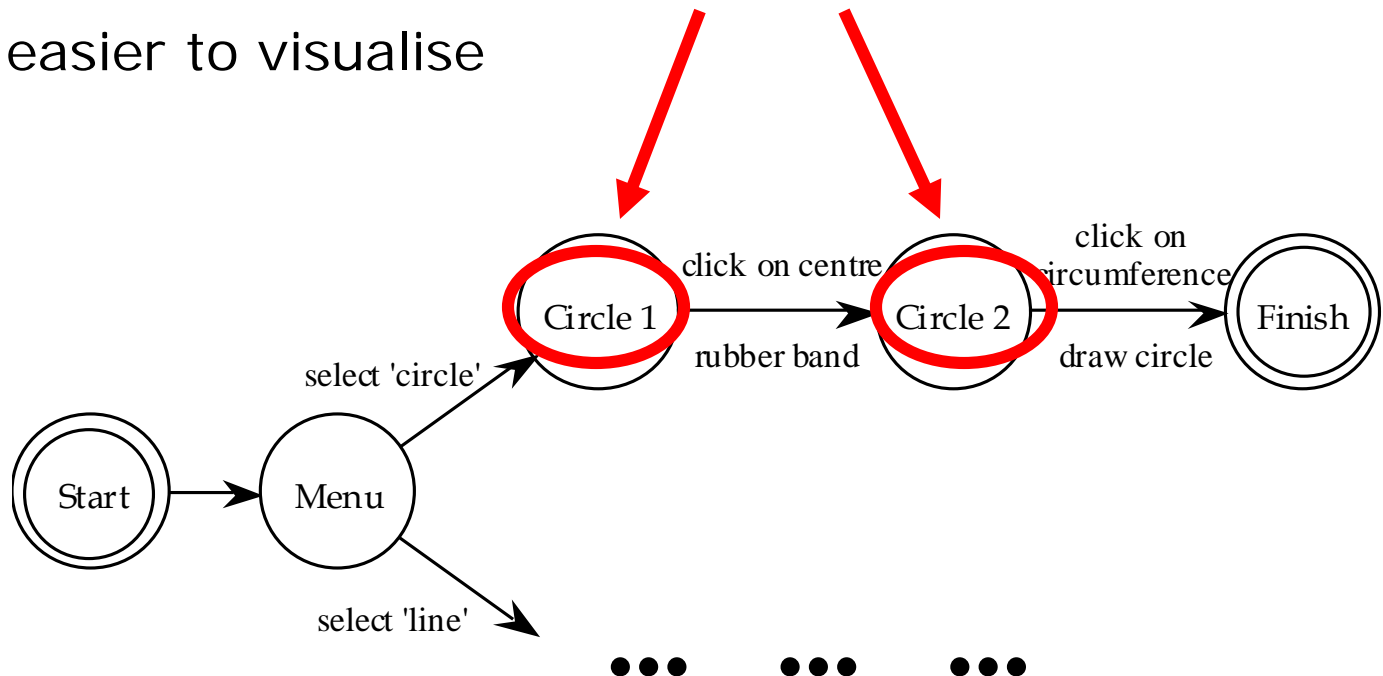 easier to visualise
click on
circumference
click on centre
Circle 1
Circle 2
Finish
rubber band
draw circle
select 'circle'
Start
Menu
select 'line'
•••   •••   •••